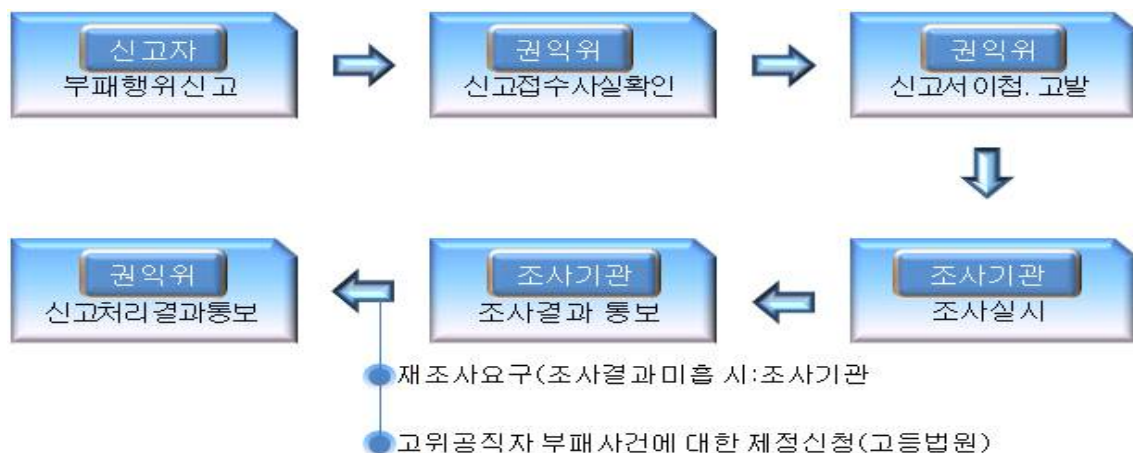 신고자
부패행위신고
권익위
신고접수사실확인
권익위
신고서이첩. 고발
권익위
신고처리결과통보
조사기관
조사결과 통보
조사기관
조사실시
재조사요구(조사결과미흡 시:조사기관
고위공직자 부패사건에 대한 제정신청(고등법원)